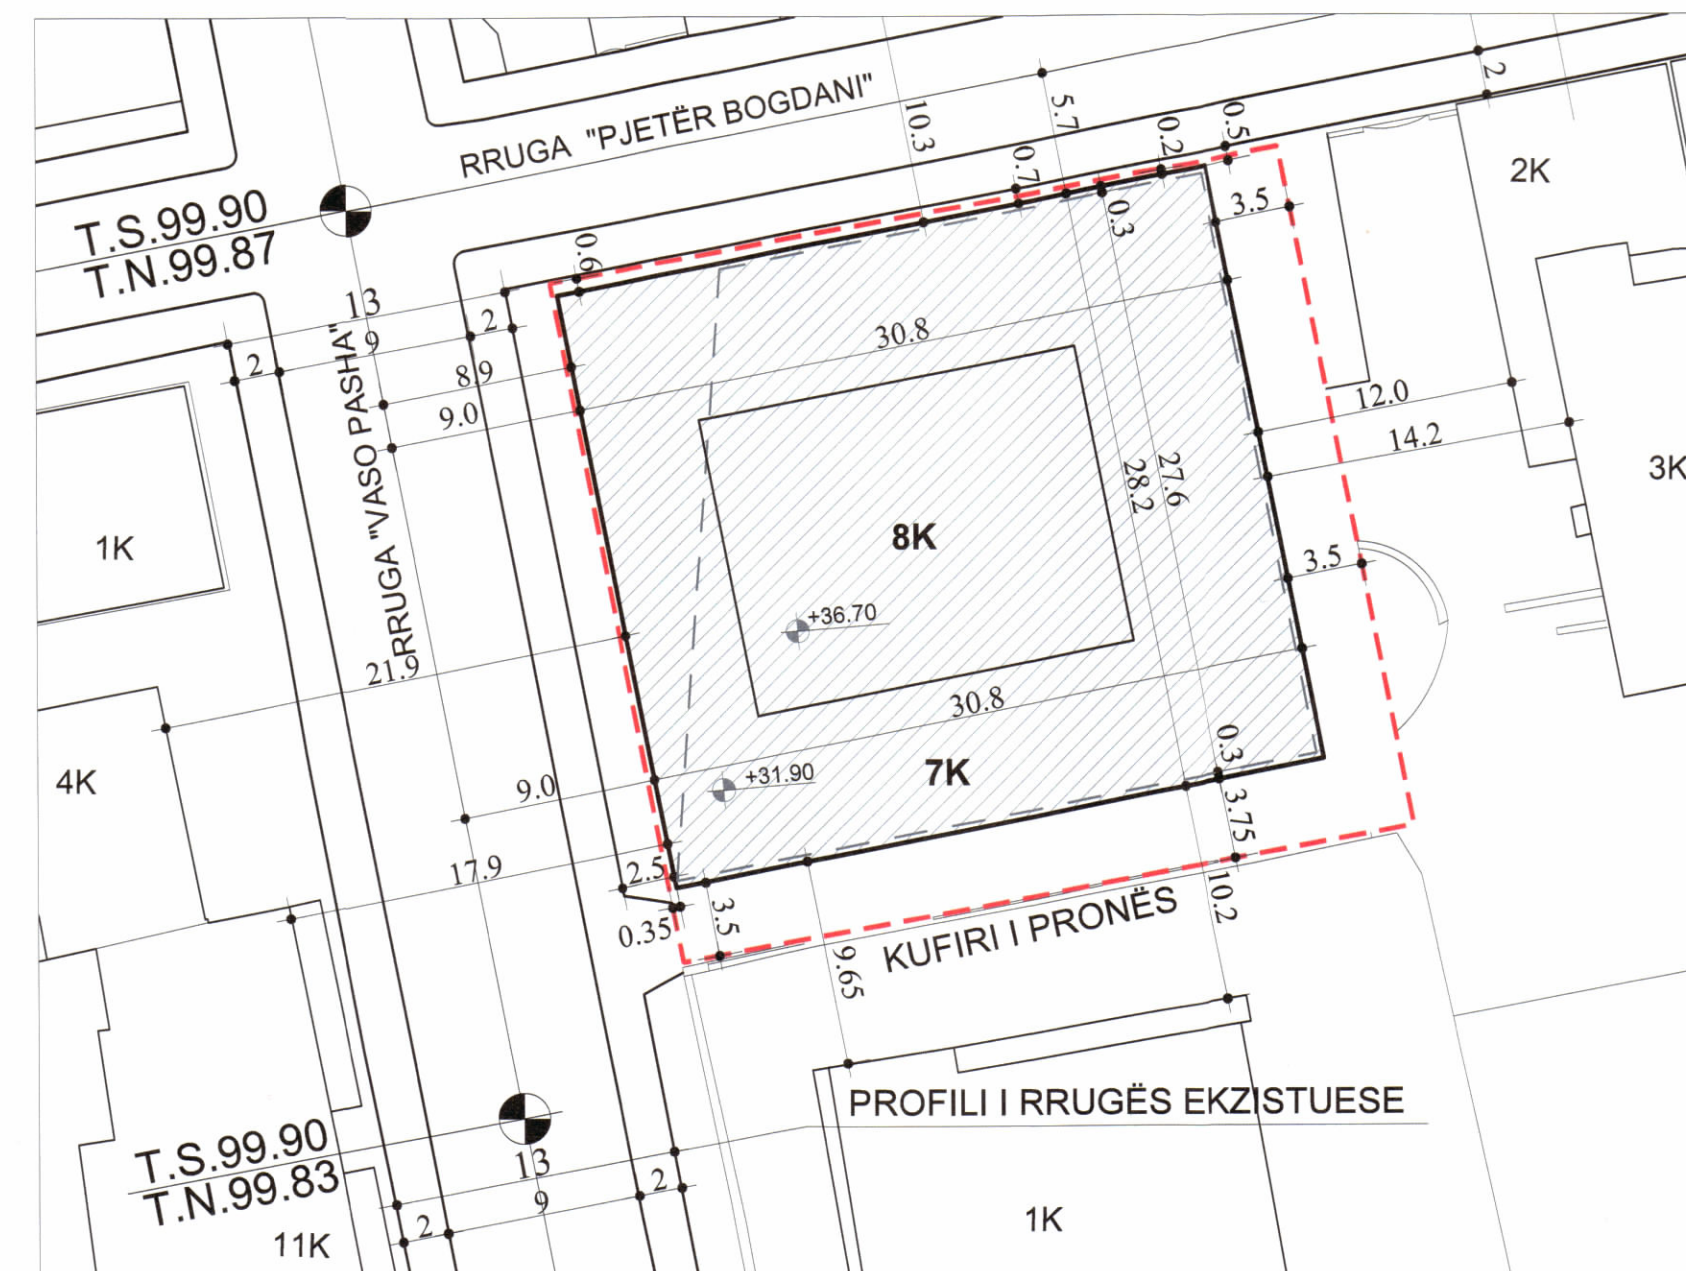 RRUGA "PJETËR BOGDANI"
10.3
5.7
2
0.7
0.2
0.5
0.3
2K
3.5
T.S.99.90
T.N.99.87
0.6
13
2
9
2
8.9
9.0
30.8
RRUGA "VASO PASHA"
12.0
14.2
3K
1K
28.2
27.6
8K
3.5
+36.70
21.9
30.8
4K
9.0
+31.90
7K
0.3
3.75
17.9
2.5
0.35
3.5
9.65
10.2
KUFIRI I PRONËS
PROFILI I RRUGËS EKZISTUESE
T.S.99.90
T.N.99.83
13
9
2
2
11K
1K